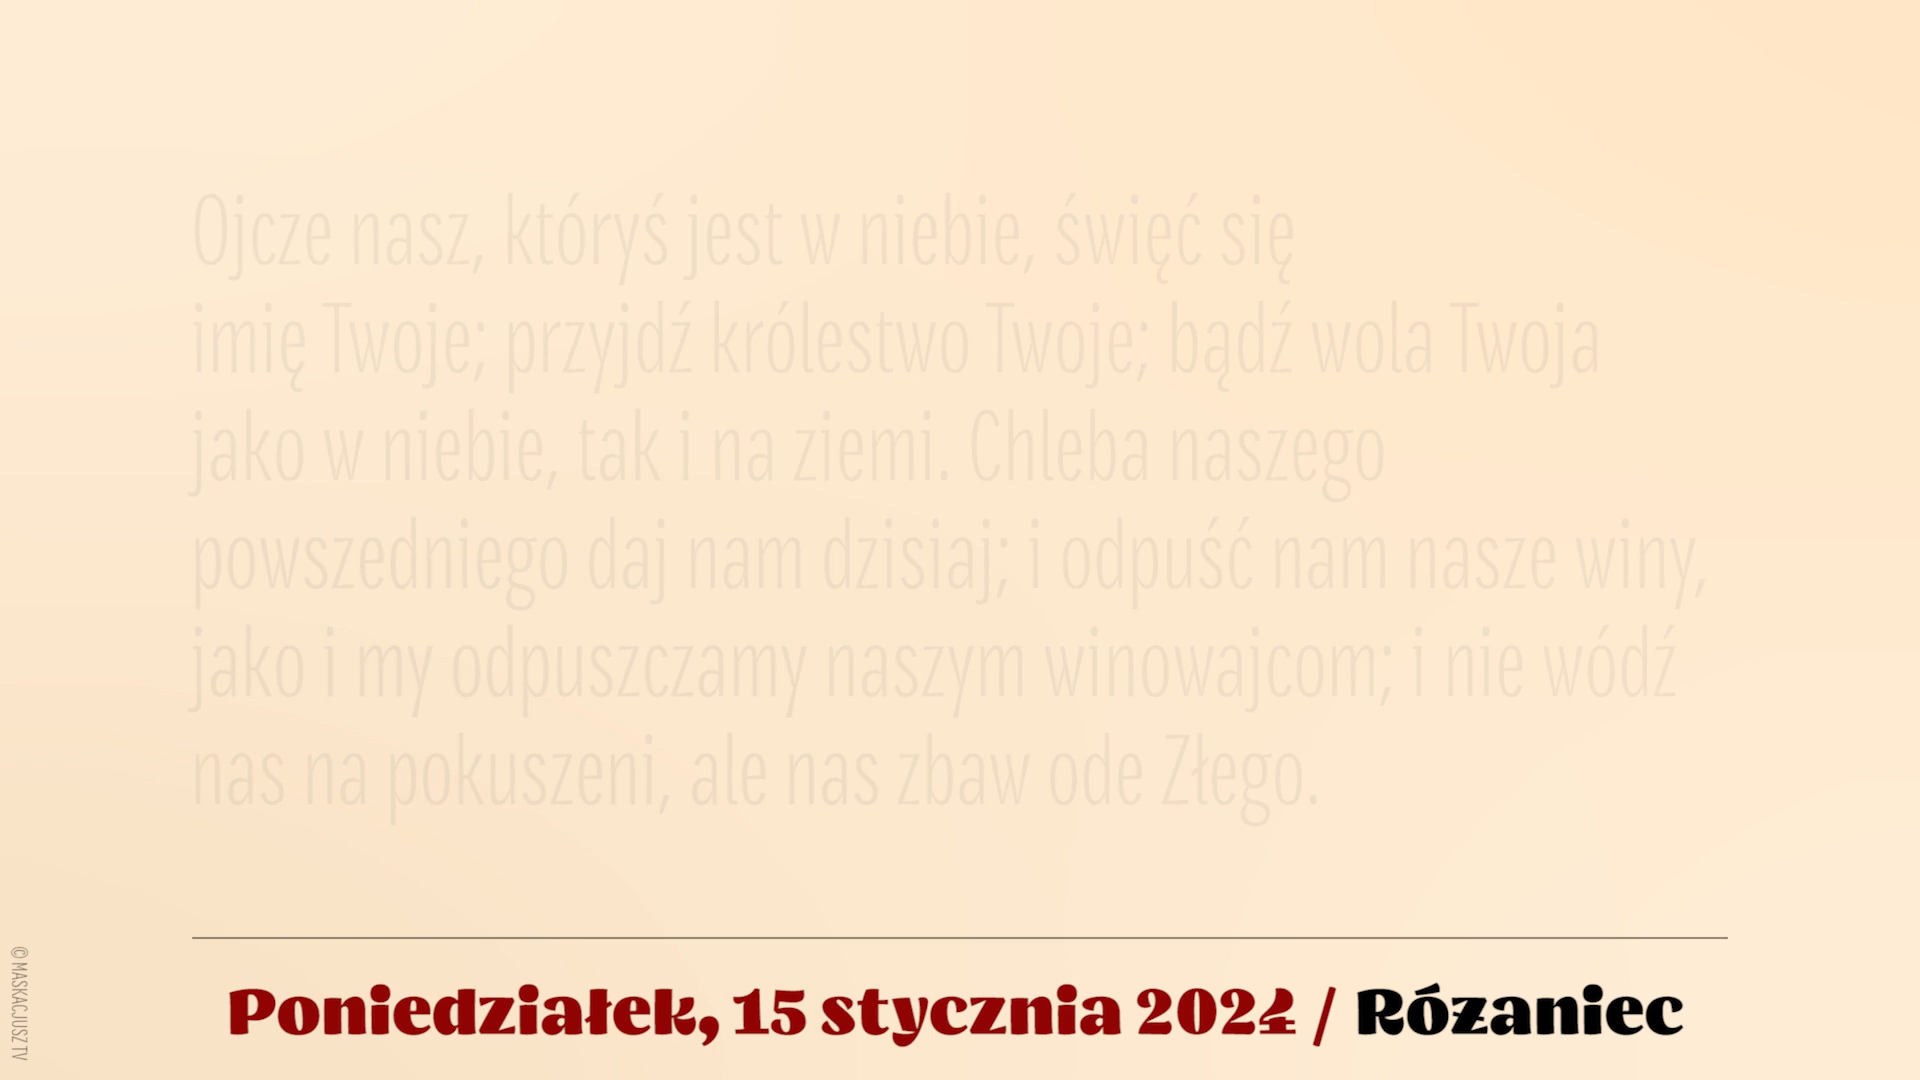 Ojcze nasz, któryś jest w niebie, święć się
imię Twoje; przyjdź królestwo Twoje; bądź wola Twoja
jako w niebie, tak i na ziemi. Chleba naszego
powszedniego daj nam dzisiaj; i odpuść nam nasze winy,
jako i my odpuszczamy naszym winowajcom; i nie wódź
nas na pokuszeni, ale nas zbaw ode Złego.
Poniedziałek, 15 stycznia 2024 / Różaniec
© MASKACJUSZ TV